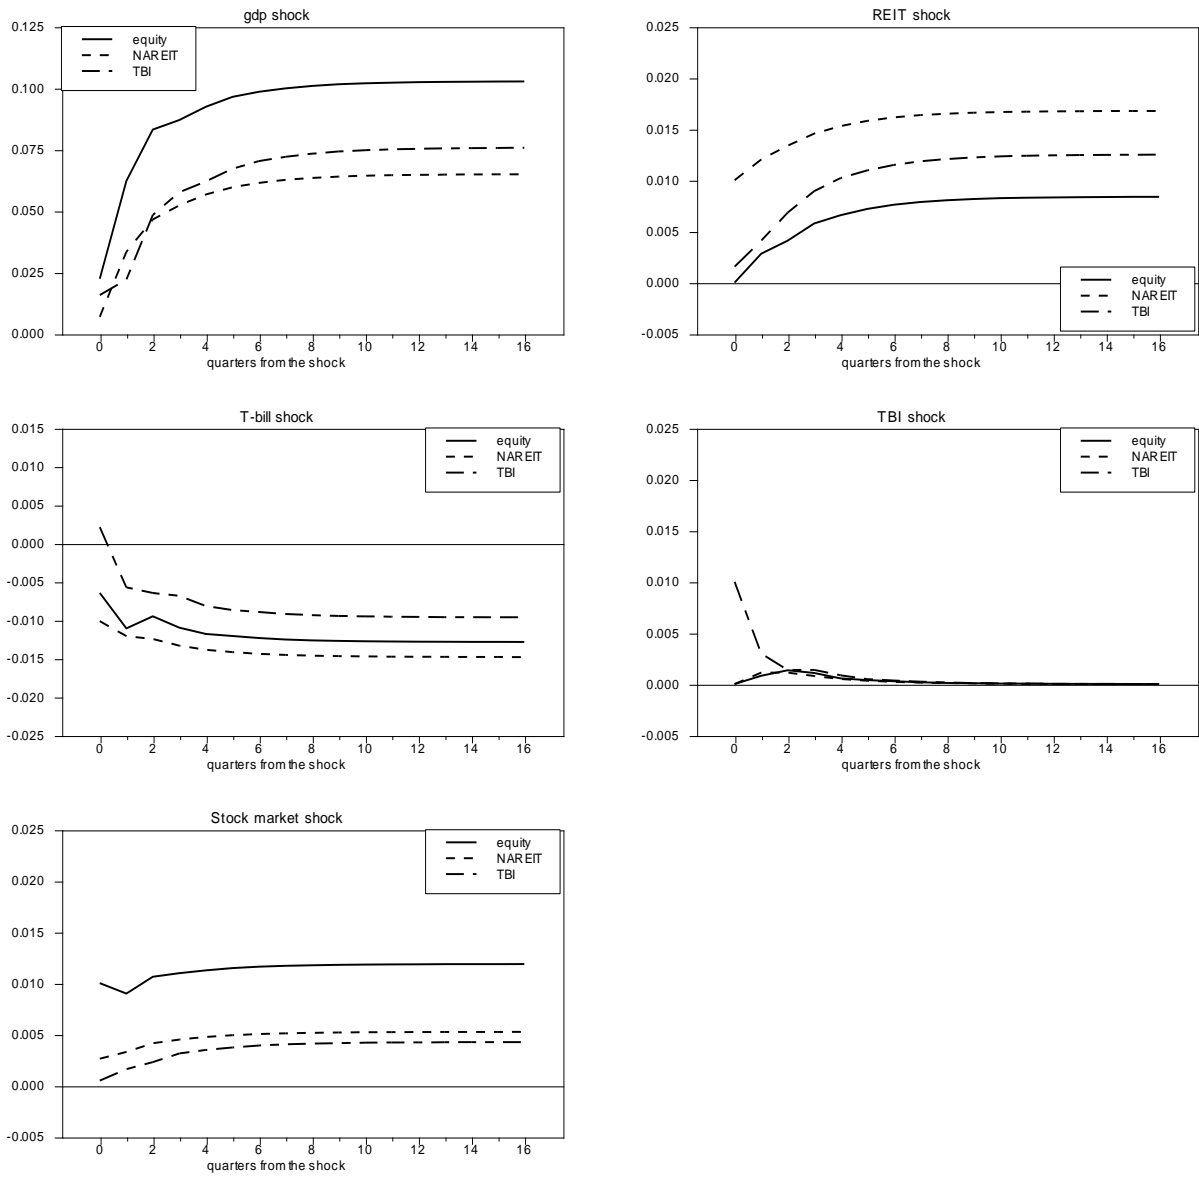 gdp shock
0.125
0.100
0.075
0.050
0.025
0.000
equity
NAREIT
TBI
0 2 4 6 8 10 12 14 16
quarters from the shock
REIT shock
0.025
0.020
0.015
0.010
0.005
0.000
-0.005
equity
NAREIT
TBI
0 2 4 6 8 10 12 14 16
quarters from the shock
T-bill shock
0.015
0.010
0.005
0.000
-0.005
-0.010
-0.015
-0.020
-0.025
equity
NAREIT
TBI
0 2 4 6 8 10 12 14 16
quarters from the shock
TBI shock
0.025
0.020
0.015
0.010
0.005
0.000
-0.005
equity
NAREIT
TBI
0 2 4 6 8 10 12 14 16
quarters from the shock
Stock market shock
0.025
0.020
0.015
0.010
0.005
0.000
-0.005
equity
NAREIT
TBI
0 2 4 6 8 10 12 14 16
quarters from the shock